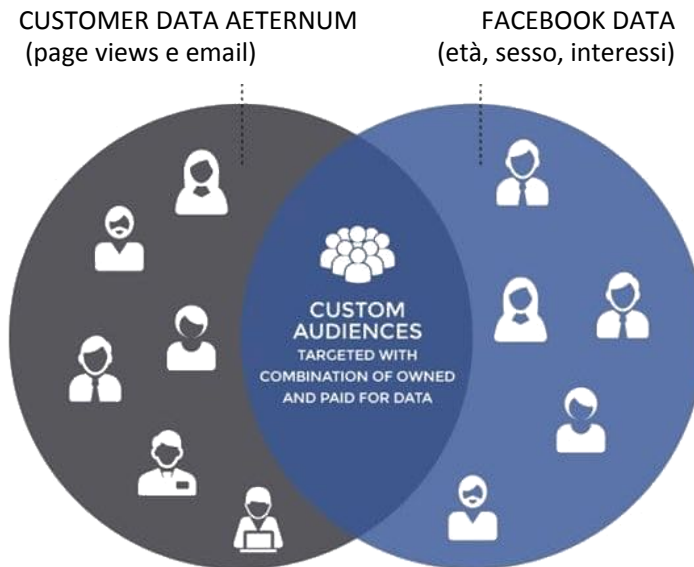 CUSTOMER DATA AETERNUM
(page views e email)
FACEBOOK DATA
(età, sesso, interessi)
CUSTOM
AUDIENCES
TARGETED WITH
COMBINATION OF OWNED
AND PAID FOR DATA